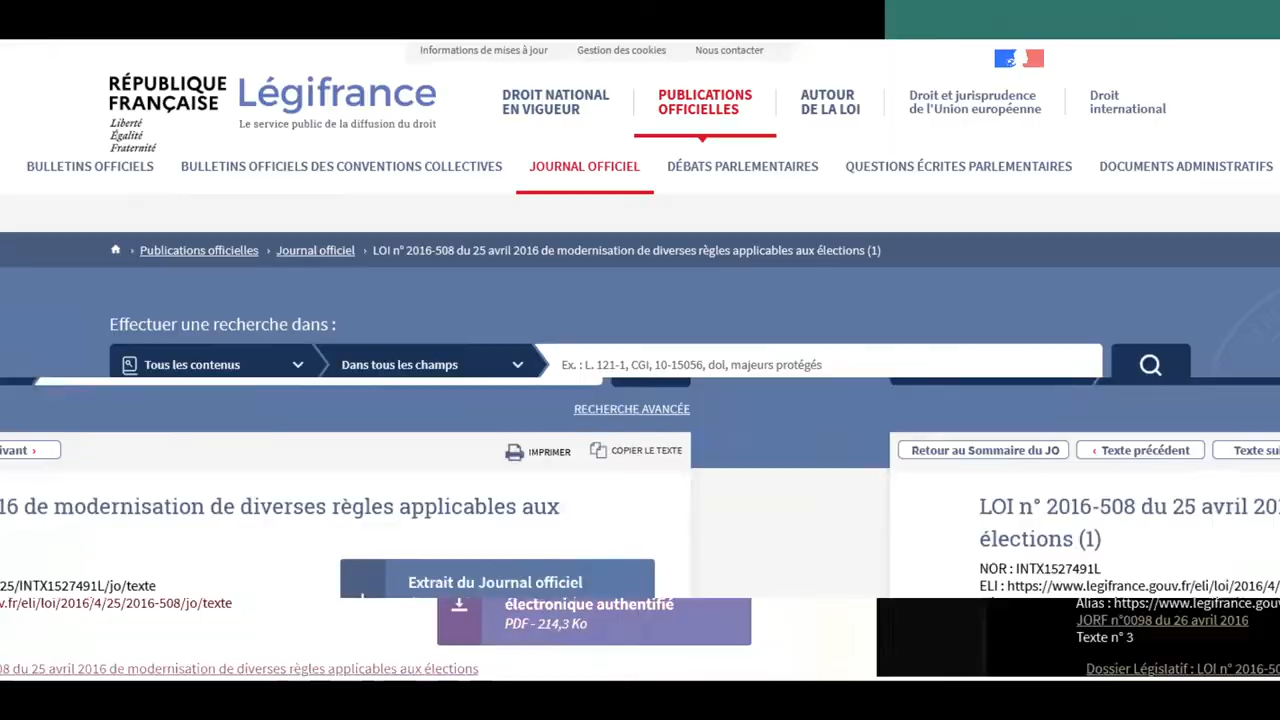 Informations de mises à jour Gestion des cookies Nous contacter
RÉPUBLIQUE
FRANÇAISE
Liberté
Égalité
Fraternité
Légifrance
Le service public de la diffusion du droit
DROIT NATIONAL
EN VIGUEUR
PUBLICATIONS
OFFICIELLES
AUTOUR
DE LA LOI
Droit et jurisprudence
de l'Union européenne
Droit
international
BULLETINS OFFICIELS BULLETINS OFFICIELS DES CONVENTIONS COLLECTIVES JOURNAL OFFICIEL DÉBATS PARLEMENTAIRES QUESTIONS ÉCRITES PARLEMENTAIRES DOCUMENTS ADMINISTRATIFS
› Publications officielles › Journal officiel › LOI n° 2016-508 du 25 avril 2016 de modernisation de diverses règles applicables aux élections (1)
Effectuer une recherche dans :
Tous les contenus Dans tous les champs Ex. : L. 121-1, CGI, 10-15056, dol, majeurs protégés
RECHERCHE AVANCÉE
ivant › IMPRIMER COPIER LE TEXTE
16 de modernisation de diverses règles applicables aux
25/INTX1527491L/jo/texte
v.fr/eli/loi/2016/4/25/2016-508/jo/texte
Extrait du Journal officiel
électronique authentifié
PDF - 214,3 Ko
08 du 25 avril 2016 de modernisation de diverses règles applicables aux élections
Retour au Sommaire du JO ‹ Texte précédent Texte sui
LOI n° 2016-508 du 25 avril 201
élections (1)
NOR : INTX1527491L
ELI : https://www.legifrance.gouv.fr/eli/loi/2016/4/
Alias : https://www.legifrance.gouv
JORF n°0098 du 26 avril 2016
Texte n° 3
Dossier Législatif : LOI n° 2016-50